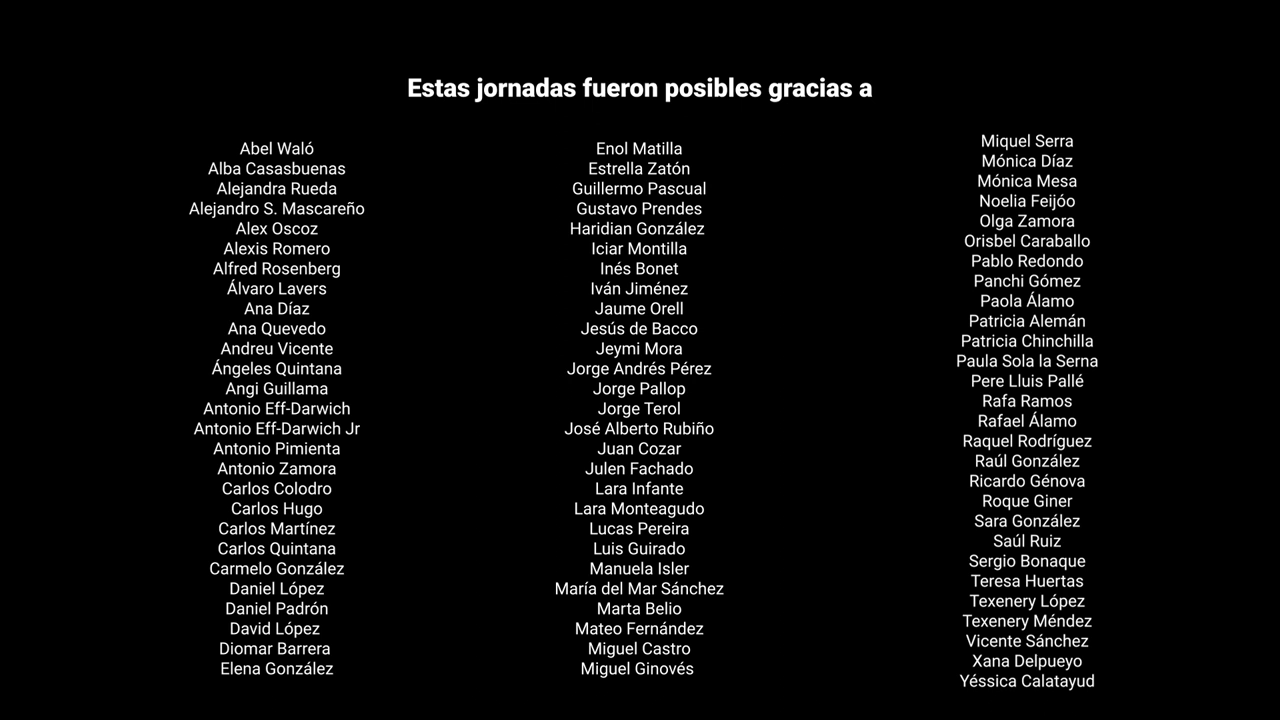 Estas jornadas fueron posibles gracias a
Abel Waló
Alba Casasbuenas
Alejandra Rueda
Alejandro S. Mascareño
Alex Oscoz
Alexis Romero
Alfred Rosenberg
Álvaro Lavers
Ana Díaz
Ana Quevedo
Andreu Vicente
Ángeles Quintana
Angi Guillama
Antonio Eff-Darwich
Antonio Eff-Darwich Jr
Antonio Pimienta
Antonio Zamora
Carlos Colodro
Carlos Hugo
Carlos Martínez
Carlos Quintana
Carmelo González
Daniel López
Daniel Padrón
David López
Diomar Barrera
Elena González
Enol Matilla
Estrella Zatón
Guillermo Pascual
Gustavo Prendes
Haridian González
Iciar Montilla
Inés Bonet
Iván Jiménez
Jaume Orell
Jesús de Bacco
Jeymi Mora
Jorge Andrés Pérez
Jorge Pallop
Jorge Terol
José Alberto Rubiño
Juan Cozar
Julen Fachado
Lara Infante
Lara Monteagudo
Lucas Pereira
Luis Guirado
Manuela Isler
María del Mar Sánchez
Marta Belio
Mateo Fernández
Miguel Castro
Miguel Ginovés
Miquel Serra
Mónica Díaz
Mónica Mesa
Noelia Feijóo
Olga Zamora
Orisbel Caraballo
Pablo Redondo
Panchi Gómez
Paola Álamo
Patricia Alemán
Patricia Chinchilla
Paula Sola la Serna
Pere Lluis Pallé
Rafa Ramos
Rafael Álamo
Raquel Rodríguez
Raúl González
Ricardo Génova
Roque Giner
Sara González
Saúl Ruiz
Sergio Bonaque
Teresa Huertas
Texenery López
Texenery Méndez
Vicente Sánchez
Xana Delpueyo
Yéssica Calatayud